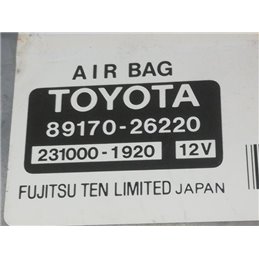 AIR BAG
TOYOTA
89170-26220
231000-1920 12V
FUJITSU TEN LIMITED JAPAN